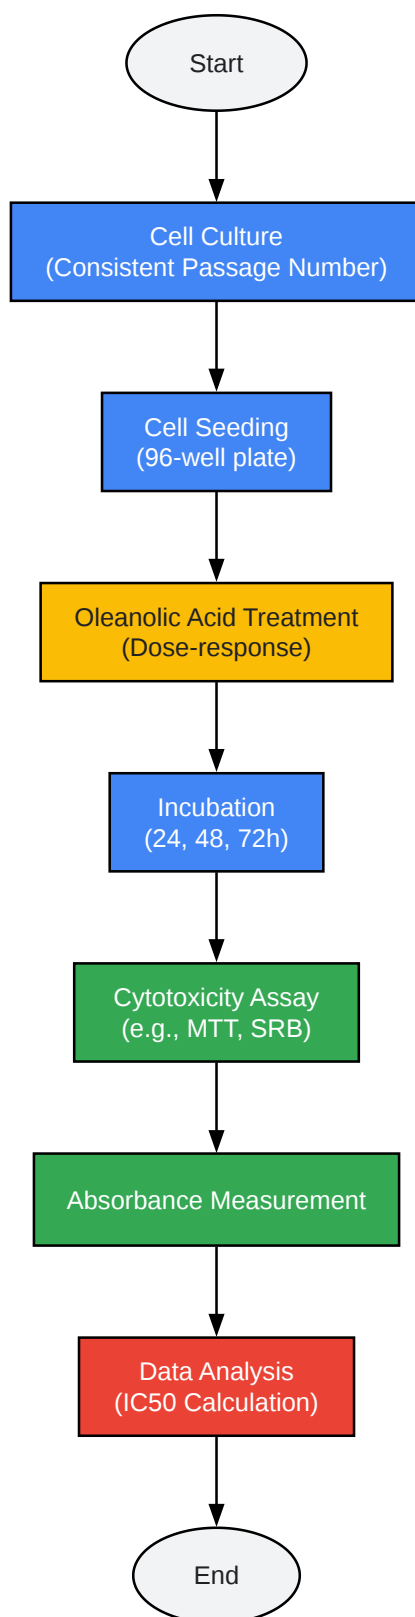 Start
Cell Culture
(Consistent Passage Number)
Cell Seeding
(96-well plate)
Oleanolic Acid Treatment
(Dose-response)
Incubation
(24, 48, 72h)
Cytotoxicity Assay
(e.g., MTT, SRB)
Absorbance Measurement
Data Analysis
(IC50 Calculation)
End